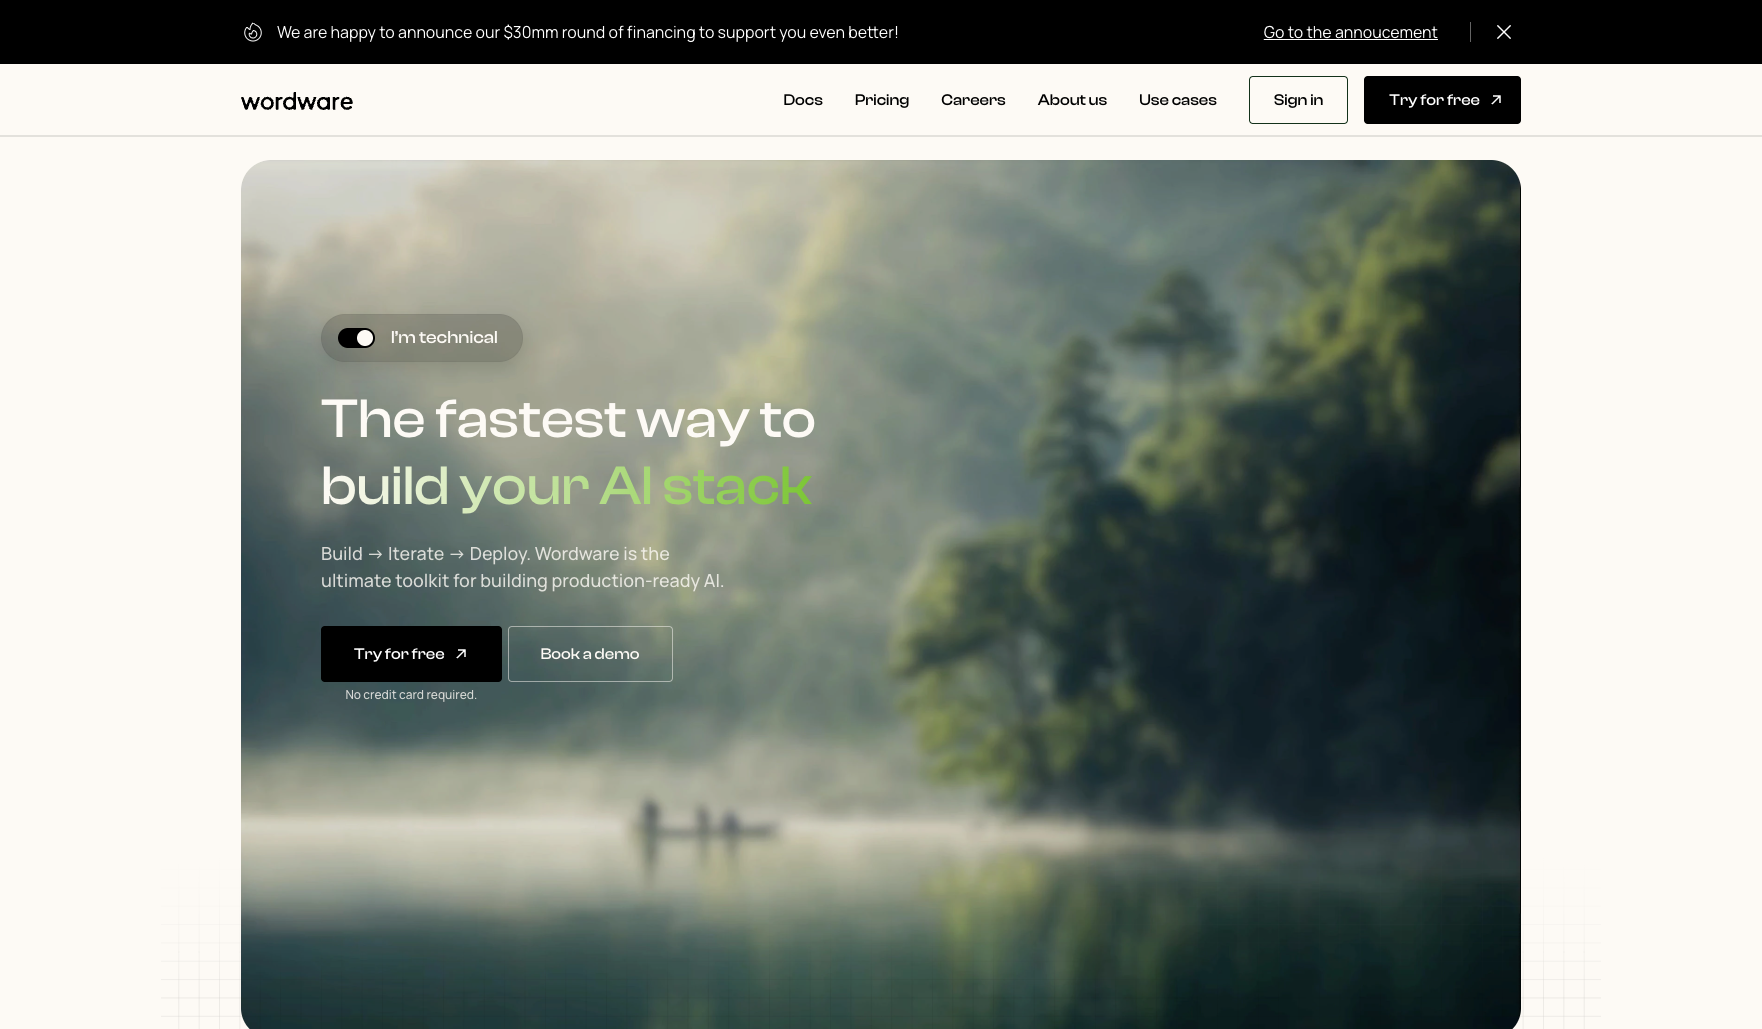 We are happy to announce our $30mm round of financing to support you even better!
Go to the annoucement
wordware
Docs
Pricing
Careers
About us
Use cases
Sign in
Try for free
I'm technical
The fastest way to
build your AI stack
Build → Iterate → Deploy. Wordware is the
ultimate toolkit for building production-ready AI.
Try for free
Book a demo
No credit card required.